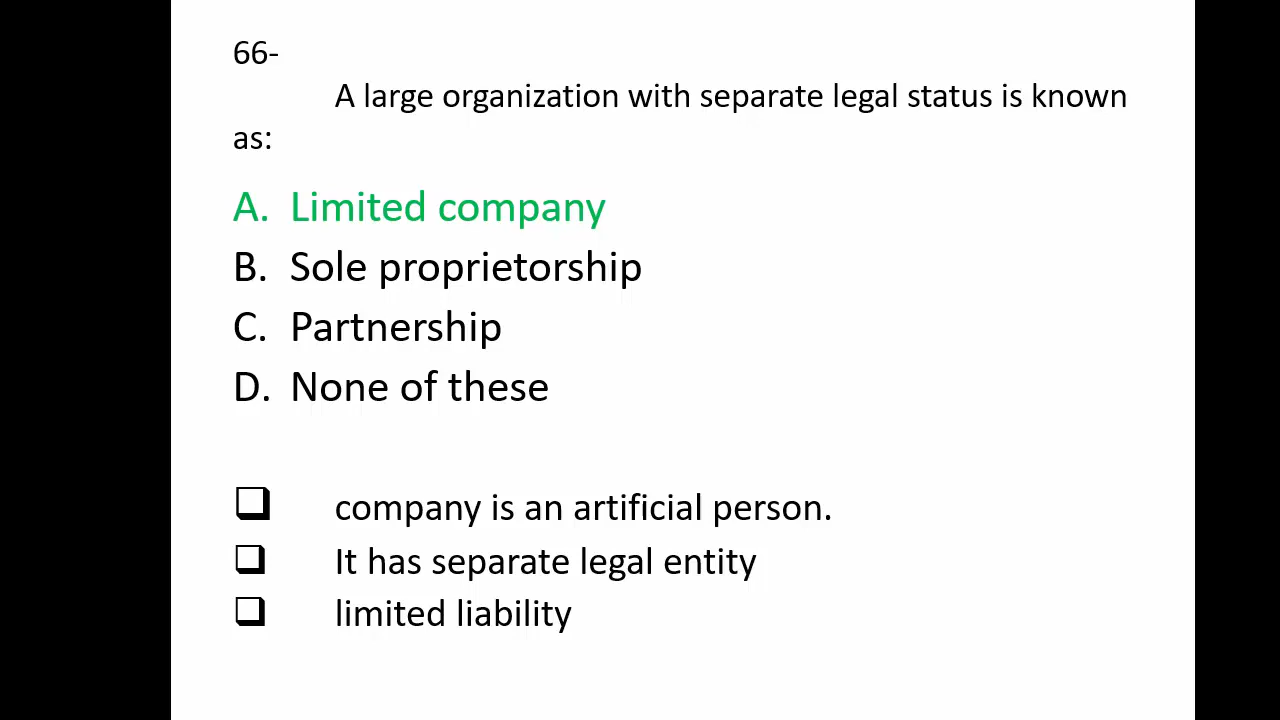 66-
A large organization with separate legal status is known
as:
A. Limited company
B. Sole proprietorship
C. Partnership
D. None of these
❑ company is an artificial person.
❑ It has separate legal entity
❑ limited liability